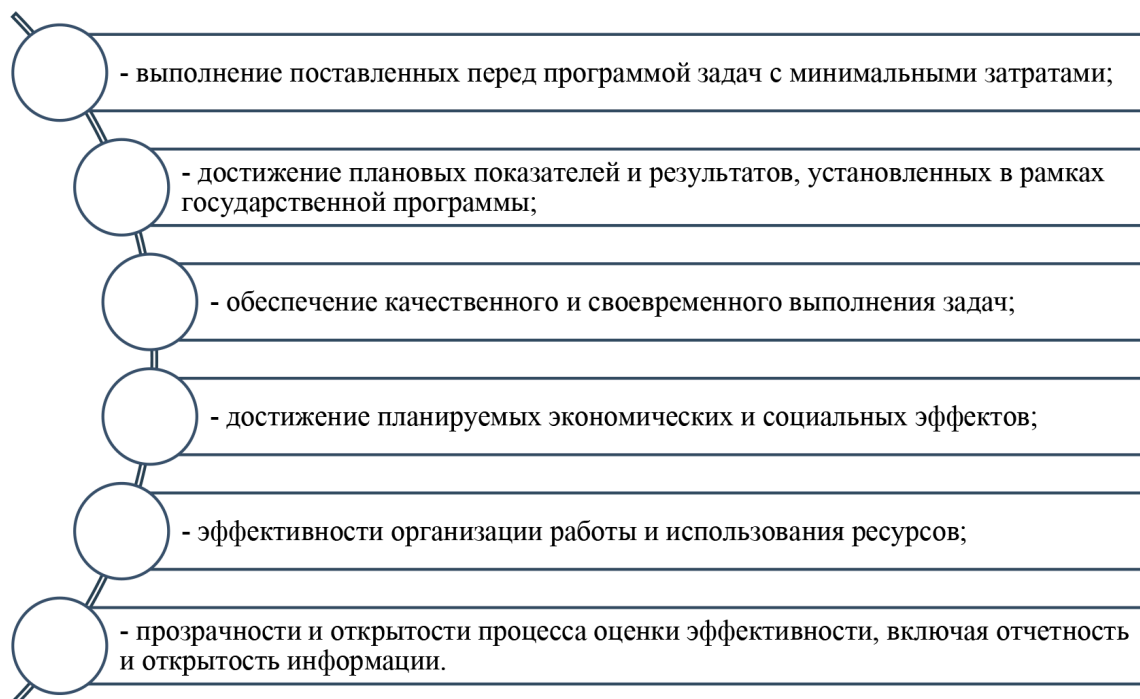 - выполнение поставленных перед программой задач с минимальными затратами;
- достижение плановых показателей и результатов, установленных в рамках
государственной программы;
- обеспечение качественного и своевременного выполнения задач;
- достижение планируемых экономических и социальных эффектов;
- эффективности организации работы и использования ресурсов;
- прозрачности и открытости процесса оценки эффективности, включая отчетность
и открытость информации.